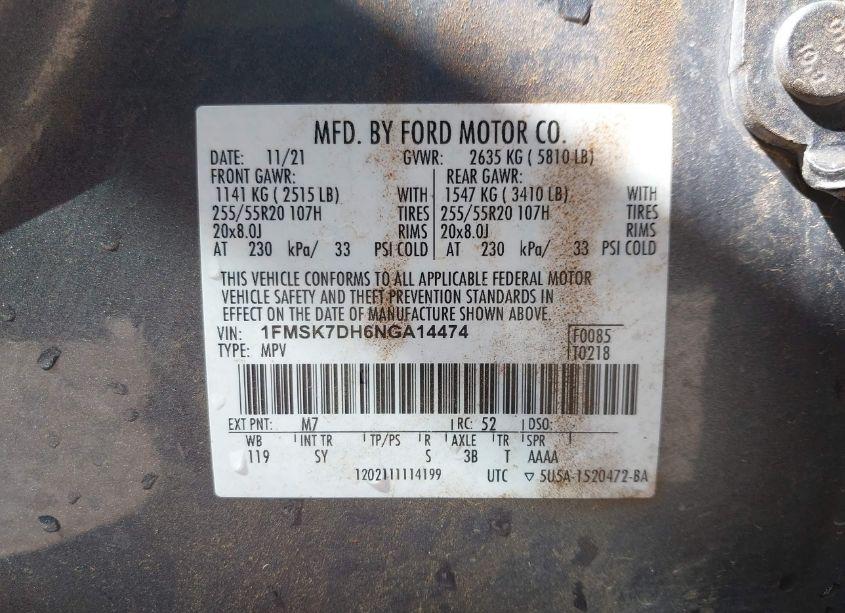 MFD. BY FORD MOTOR CO.
DATE: 11/21 GVWR: 2635 KG ( 5810 LB)
FRONT GAWR: REAR GAWR:
1141 KG ( 2515 LB) WITH 1547 KG ( 3410 LB) WITH
255/55R20 107H TIRES 255/55R20 107H TIRES
20x8.0J RIMS 20x8.0J RIMS
AT 230 kPa/ 33 PSI COLD AT 230 kPa/ 33 PSI COLD
THIS VEHICLE CONFORMS TO ALL APPLICABLE FEDERAL MOTOR
VEHICLE SAFETY AND THEFT PREVENTION STANDARDS IN
EFFECT ON THE DATE OF MANUFACTURE SHOWN ABOVE.
VIN: 1FMSK7DH6NGA14474 F0085
TYPE: MPV T0218
EXT PNT: M7 RC: 52 DSO:
WB INT TR TP/PS R AXLE TR SPR
119 SY S 3B T AAAA
1202111114199 UTC ▽ 5U5A-1520472-BA